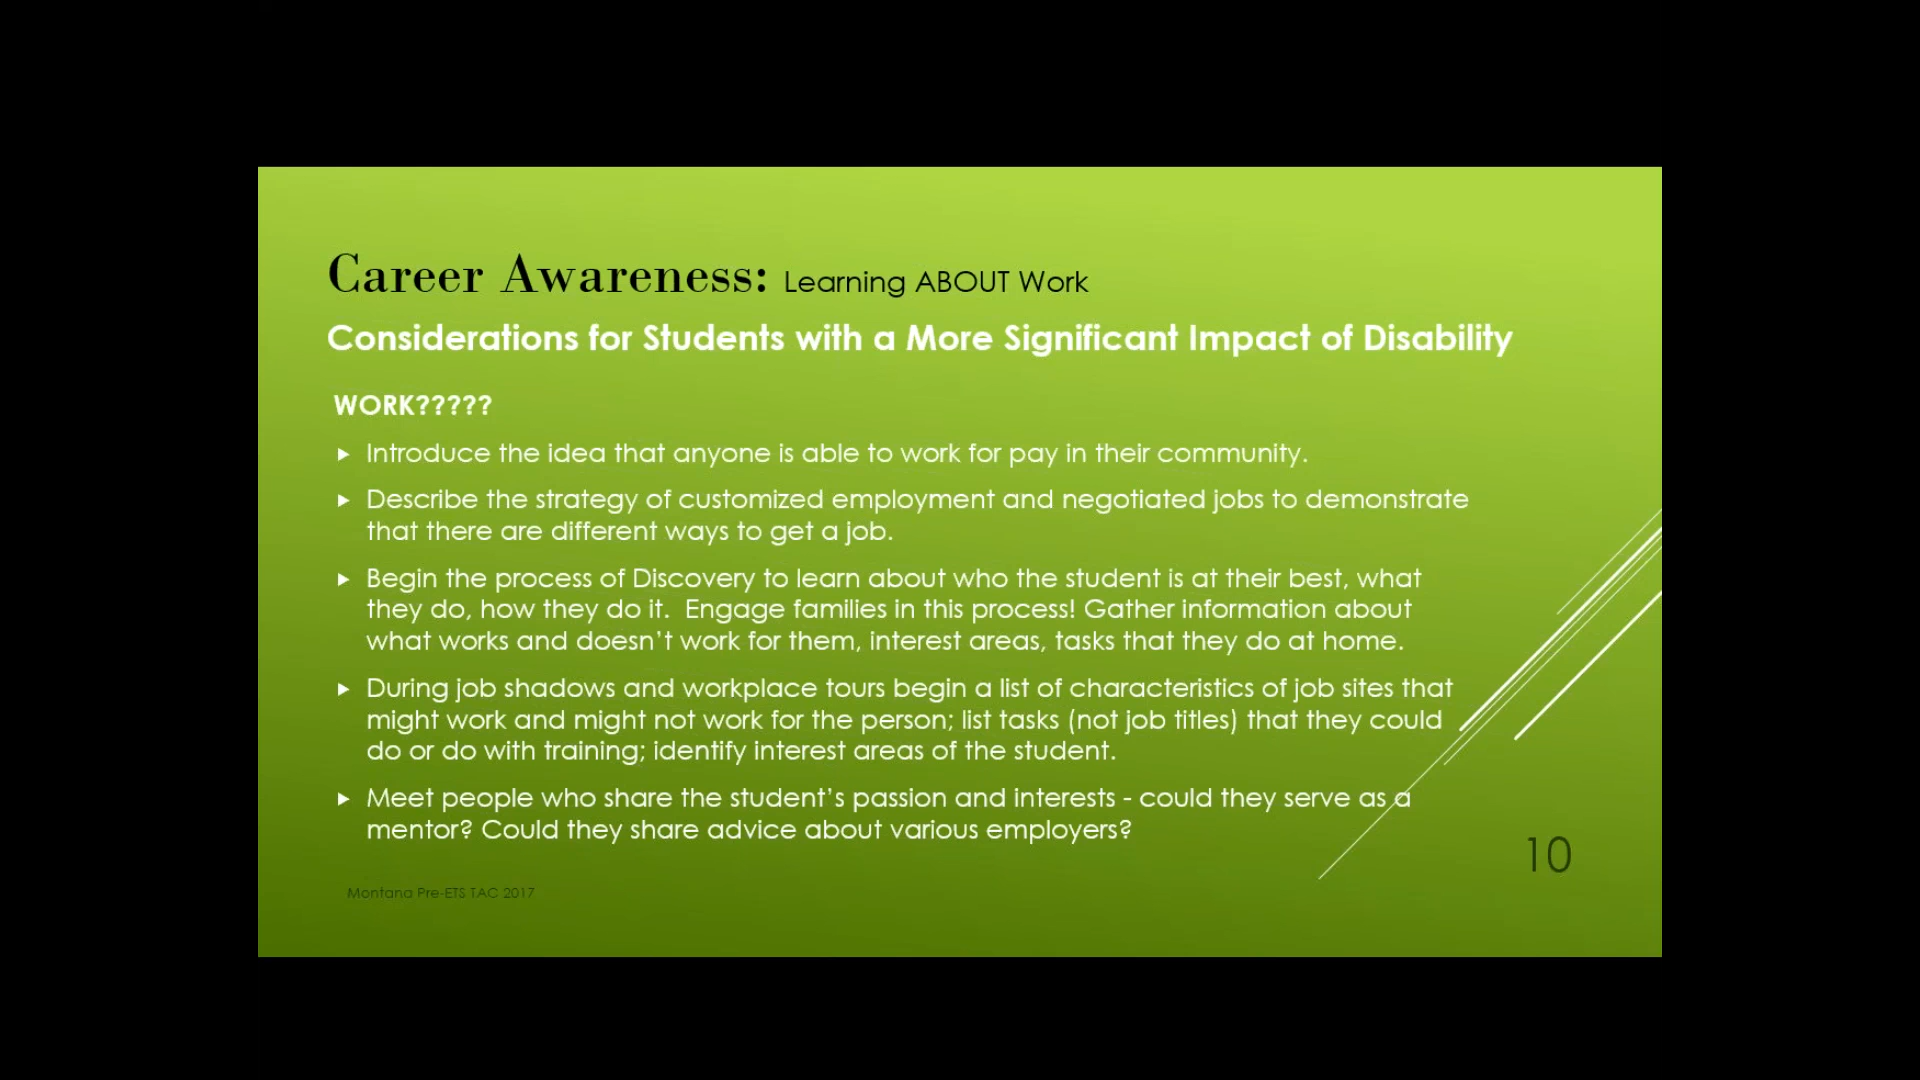 Career Awareness: Learning ABOUT Work
Considerations for Students with a More Significant Impact of Disability
WORK?????
Introduce the idea that anyone is able to work for pay in their community.
Describe the strategy of customized employment and negotiated jobs to demonstrate
that there are different ways to get a job.
Begin the process of Discovery to learn about who the student is at their best, what
they do, how they do it.  Engage families in this process! Gather information about
what works and doesn’t work for them, interest areas, tasks that they do at home.
During job shadows and workplace tours begin a list of characteristics of job sites that
might work and might not work for the person; list tasks (not job titles) that they could
do or do with training; identify interest areas of the student.
Meet people who share the student’s passion and interests - could they serve as a
mentor? Could they share advice about various employers?
10
Montana Pre-ETS TAC 2017